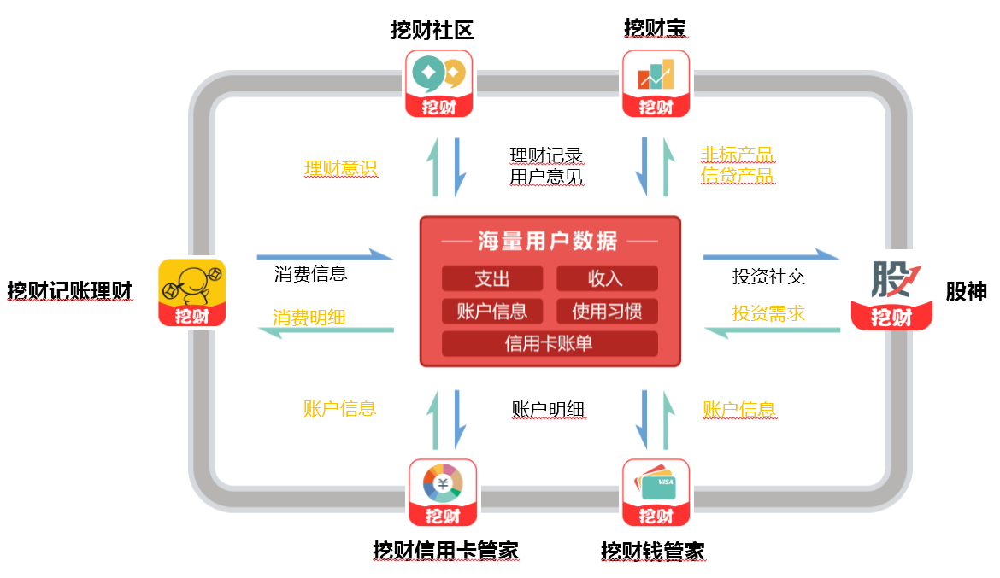 挖财社区
挖财宝
挖财
挖财
理财意识
理财记录
用户意见
非标产品
信贷产品
海量用户数据
支出
收入
账户信息
使用习惯
信用卡账单
消费信息
消费明细
挖财记账理财
挖财
投资社交
投资需求
股
挖财
股神
账户信息
账户明细
账户信息
¥
挖财
VISA
挖财
挖财信用卡管家
挖财钱管家